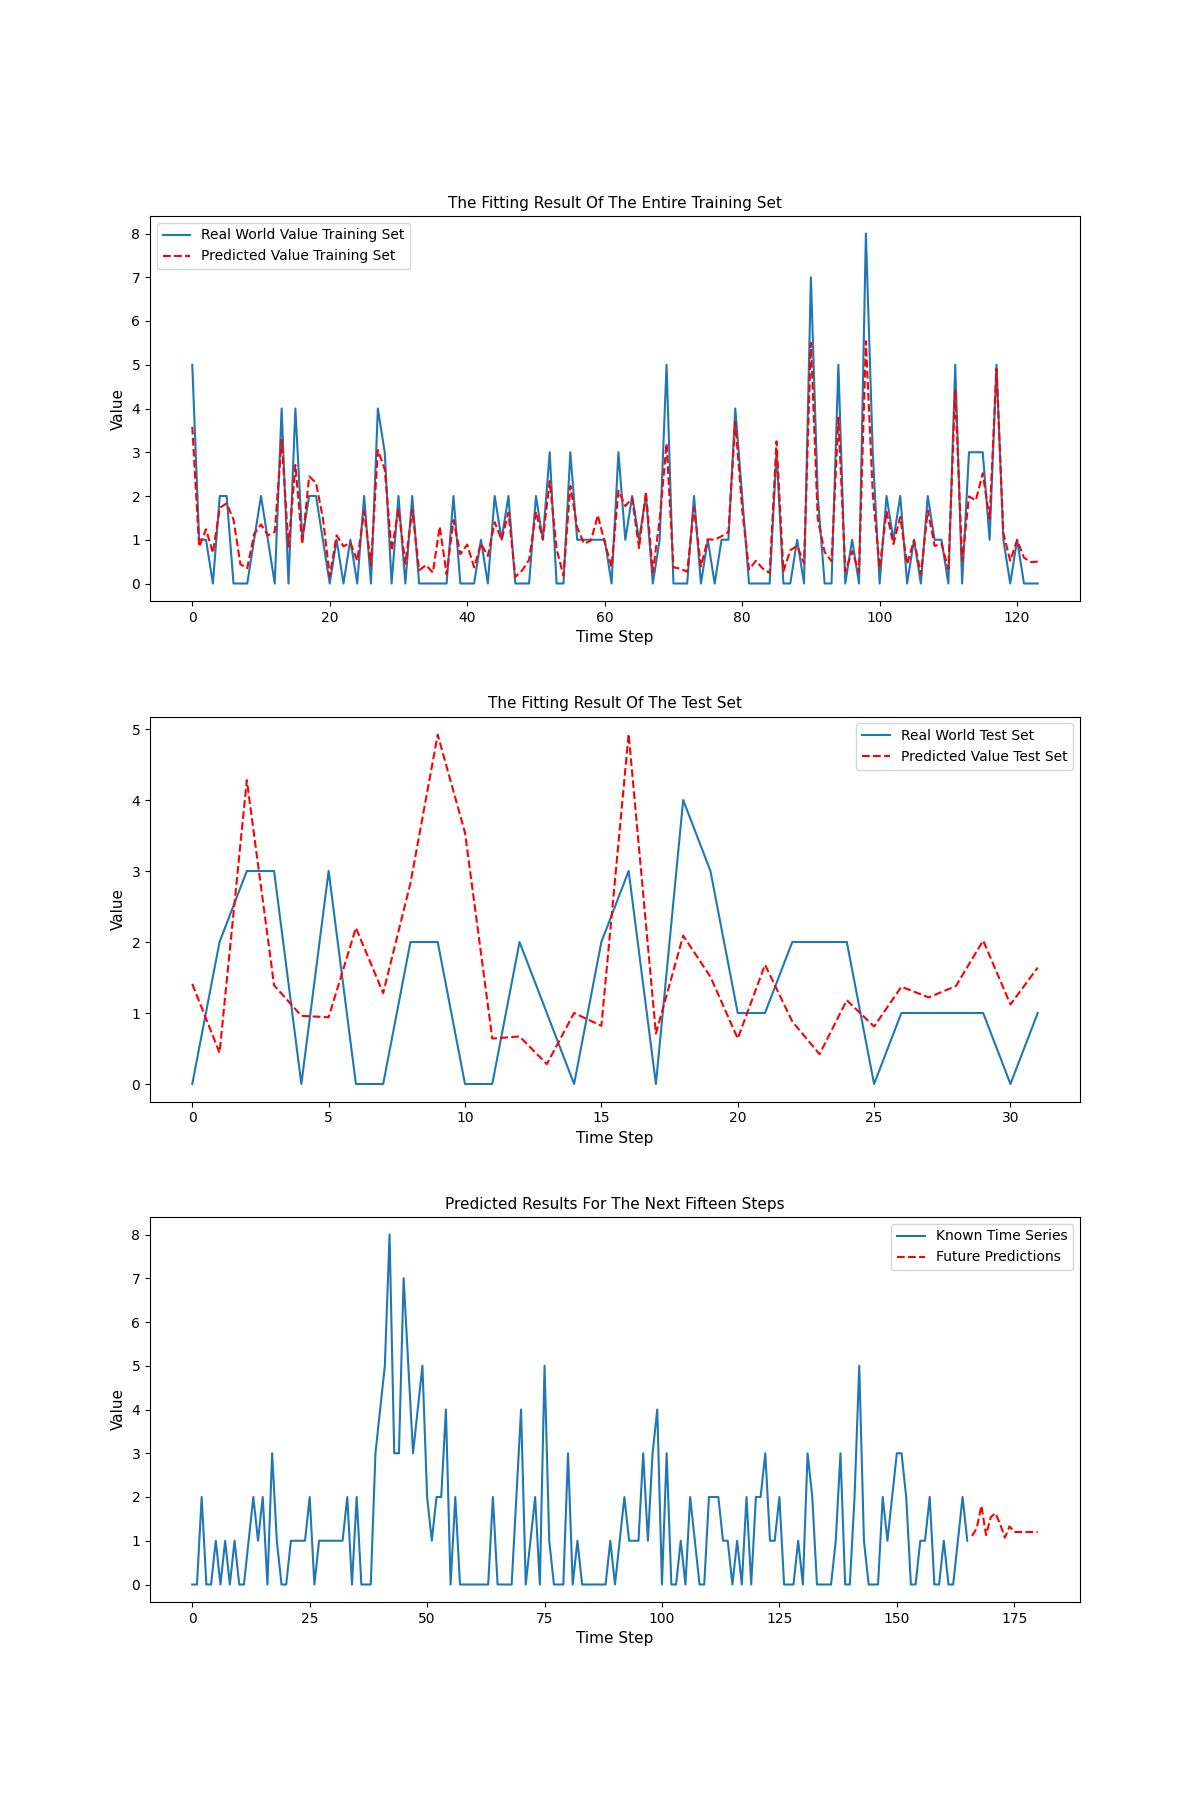 The Fitting Result Of The Entire Training Set
Real World Value Training Set
Predicted Value Training Set
8
7
6
5
4
3
2
1
0
Value
0 20 40 60 80 100 120
Time Step
The Fitting Result Of The Test Set
Real World Test Set
Predicted Value Test Set
5
4
3
2
1
0
Value
0 5 10 15 20 25 30
Time Step
Predicted Results For The Next Fifteen Steps
Known Time Series
Future Predictions
8
7
6
5
4
3
2
1
0
Value
0 25 50 75 100 125 150 175
Time Step